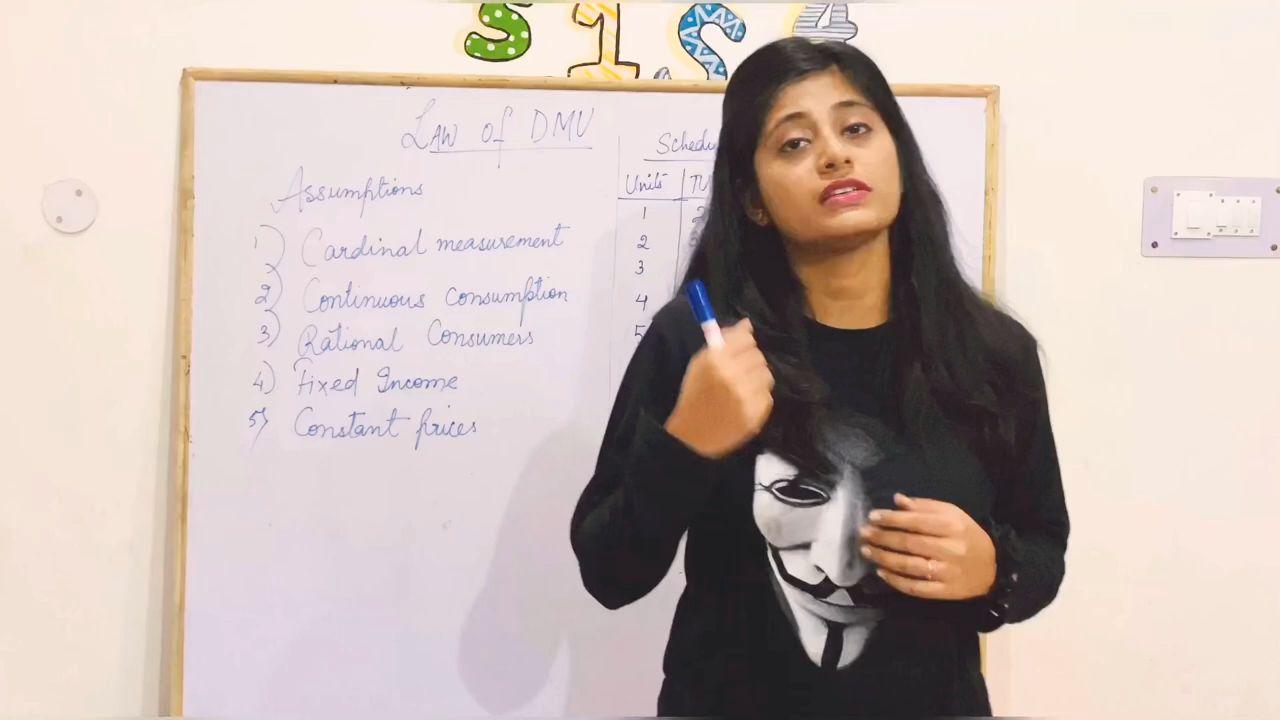 S 1 S
Law of DMU
Assumptions
1) Cardinal measurement
2) Continuous consumption
3) Rational Consumers
4) Fixed Income
5) Constant prices
Units
1
2
3
4
5